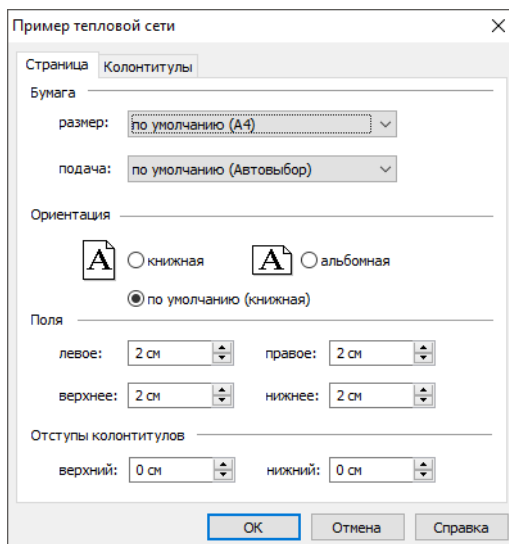 Пример тепловой сети
Страница Колонтитулы
Бумага
размер: по умолчанию (A4)
подача: по умолчанию (Автовыбор)
Ориентация
A книжная A альбомная
по умолчанию (книжная)
Поля
левое: 2 см правое: 2 см
верхнее: 2 см нижнее: 2 см
Отступы колонтитулов
верхний: 0 см нижний: 0 см
OK Отмена Справка